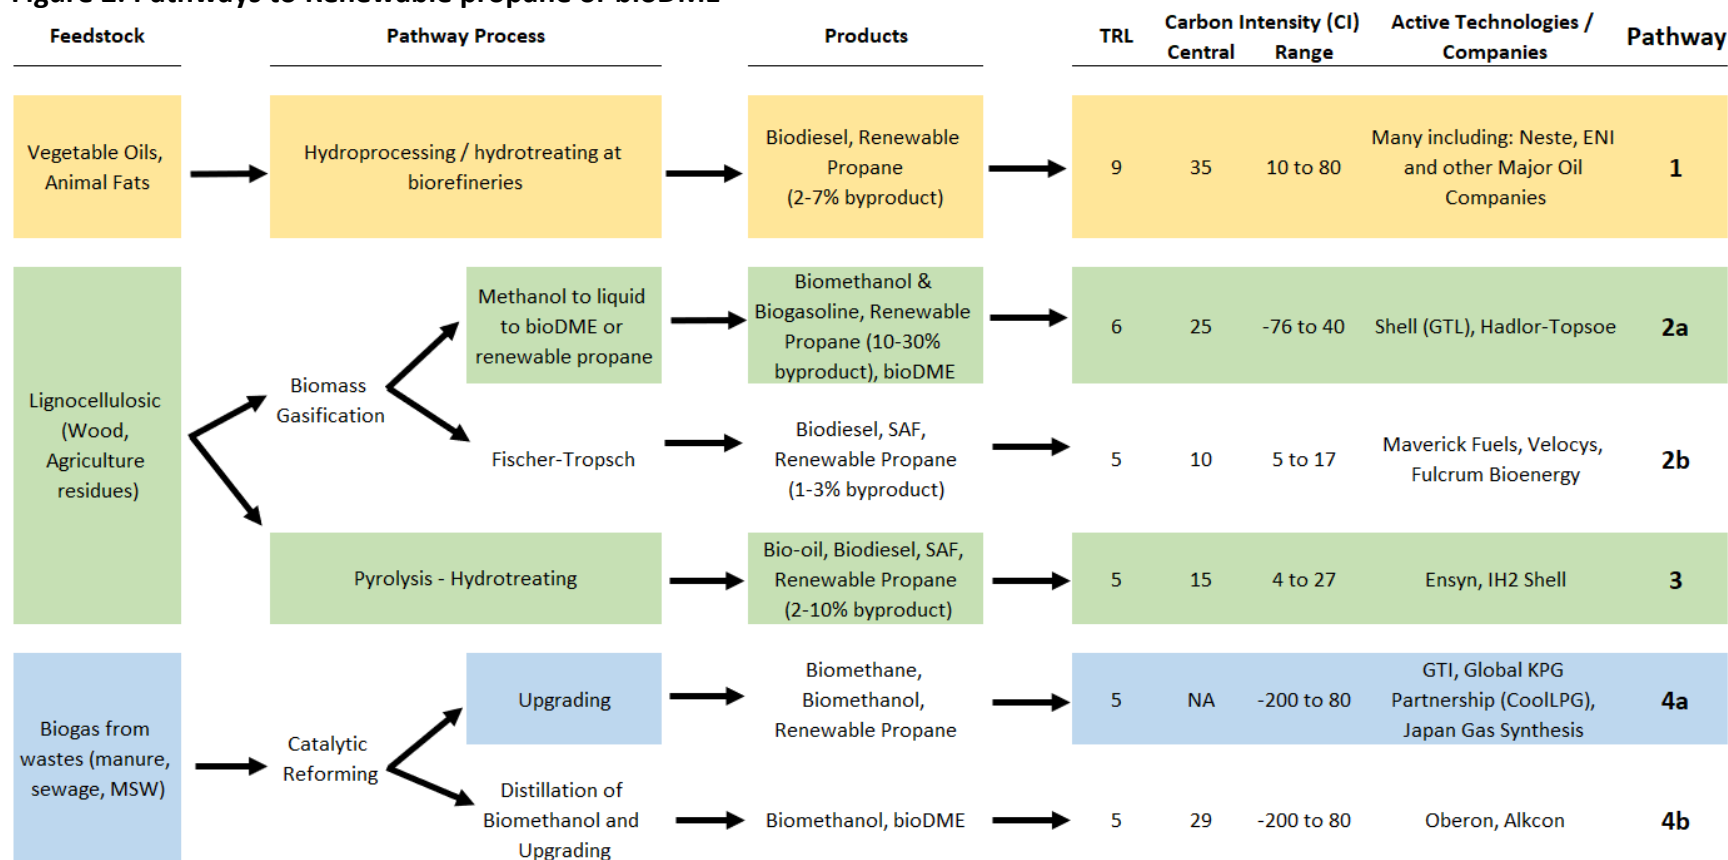 Figure 2: Pathways to Renewable propane or bioDME
Feedstock
Pathway Process
Products
TRL
Carbon Intensity (CI)
Central
Range
Active Technologies /
Companies
Pathway
Vegetable Oils,
Animal Fats
Hydroprocessing / hydrotreating at
biorefineries
Biodiesel, Renewable
Propane
(2-7% byproduct)
9
35
10 to 80
Many including: Neste, ENI
and other Major Oil
Companies
1
Lignocellulosic
(Wood,
Agriculture
residues)
Biomass
Gasification
Methanol to liquid
to bioDME or
renewable propane
Biomethanol &
Biogasoline, Renewable
Propane (10-30%
byproduct), bioDME
6
25
-76 to 40
Shell (GTL), Hadlor-Topsoe
2a
Fischer-Tropsch
Biodiesel, SAF,
Renewable Propane
(1-3% byproduct)
5
10
5 to 17
Maverick Fuels, Velocys,
Fulcrum Bioenergy
2b
Pyrolysis - Hydrotreating
Bio-oil, Biodiesel, SAF,
Renewable Propane
(2-10% byproduct)
5
15
4 to 27
Ensyn, IH2 Shell
3
Biogas from
wastes (manure,
sewage, MSW)
Catalytic
Reforming
Upgrading
Biomethane,
Biomethanol,
Renewable Propane
5
NA
-200 to 80
GTI, Global KPG
Partnership (CoolLPG),
Japan Gas Synthesis
4a
Distillation of
Biomethanol and
Upgrading
Biomethanol, bioDME
5
29
-200 to 80
Oberon, Alkcon
4b